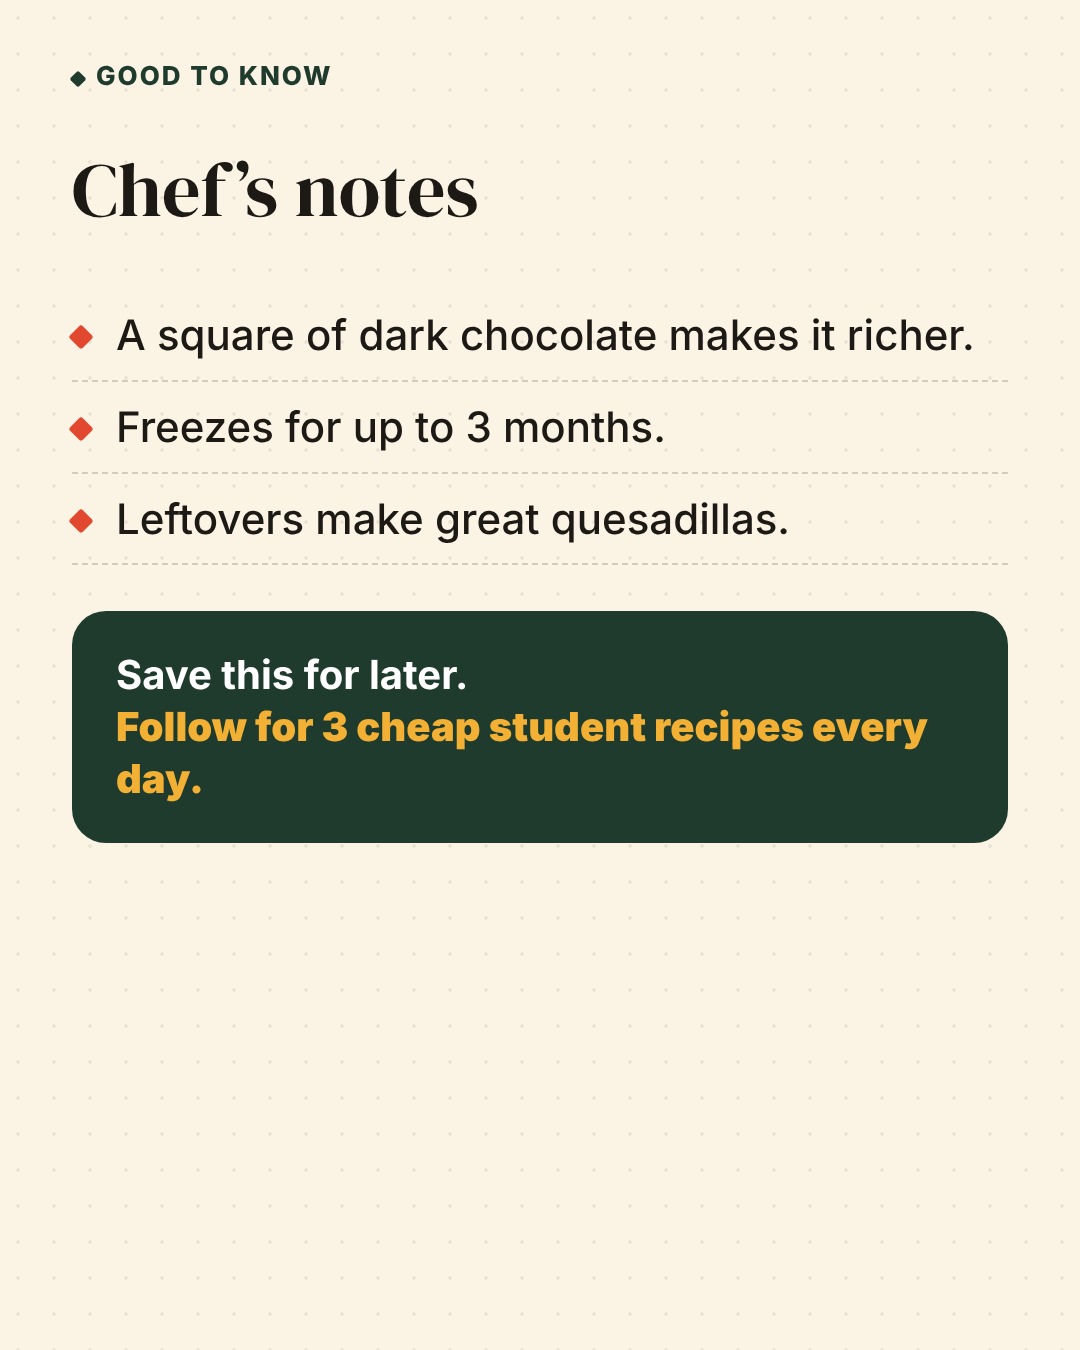 GOOD TO KNOW
Chef’s notes
A square of dark chocolate makes it richer.
Freezes for up to 3 months.
Leftovers make great quesadillas.
Save this for later.
Follow for 3 cheap student recipes every
day.